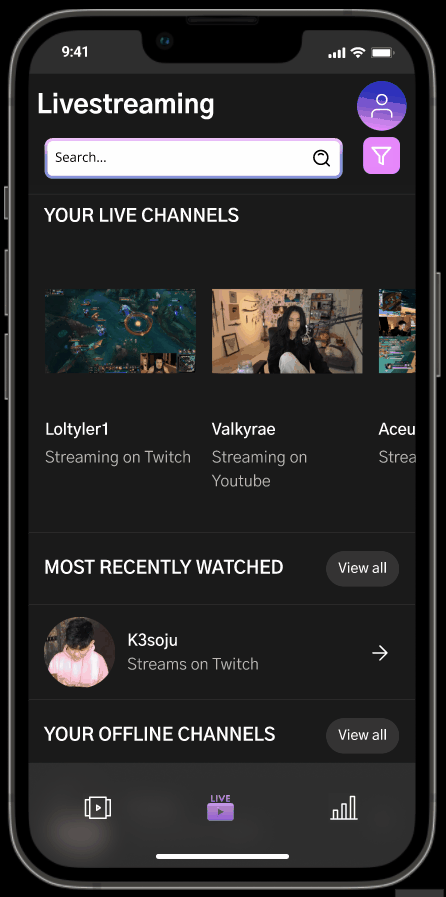 9:41
Livestreaming
Search...
YOUR LIVE CHANNELS
Loltyler1
Valkyrae
Aceu
Streaming on Twitch
Streaming on
Strea
Youtube
MOST RECENTLY WATCHED
View all
K3soju
Streams on Twitch
YOUR OFFLINE CHANNELS
View all
LIVE